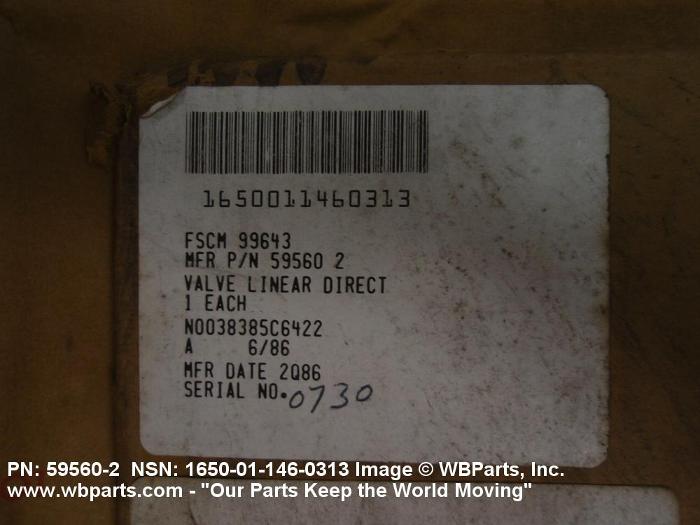 1650011460313
FSCM 99643
MFR P/N 59560 2
VALVE LINEAR DIRECT
1 EACH
N0038385C6422
A 6/86
MFR DATE 2Q86
SERIAL NO. 0730
PN: 59560-2 NSN: 1650-01-146-0313 Image © WBParts, Inc.
www.wbparts.com - "Our Parts Keep the World Moving"